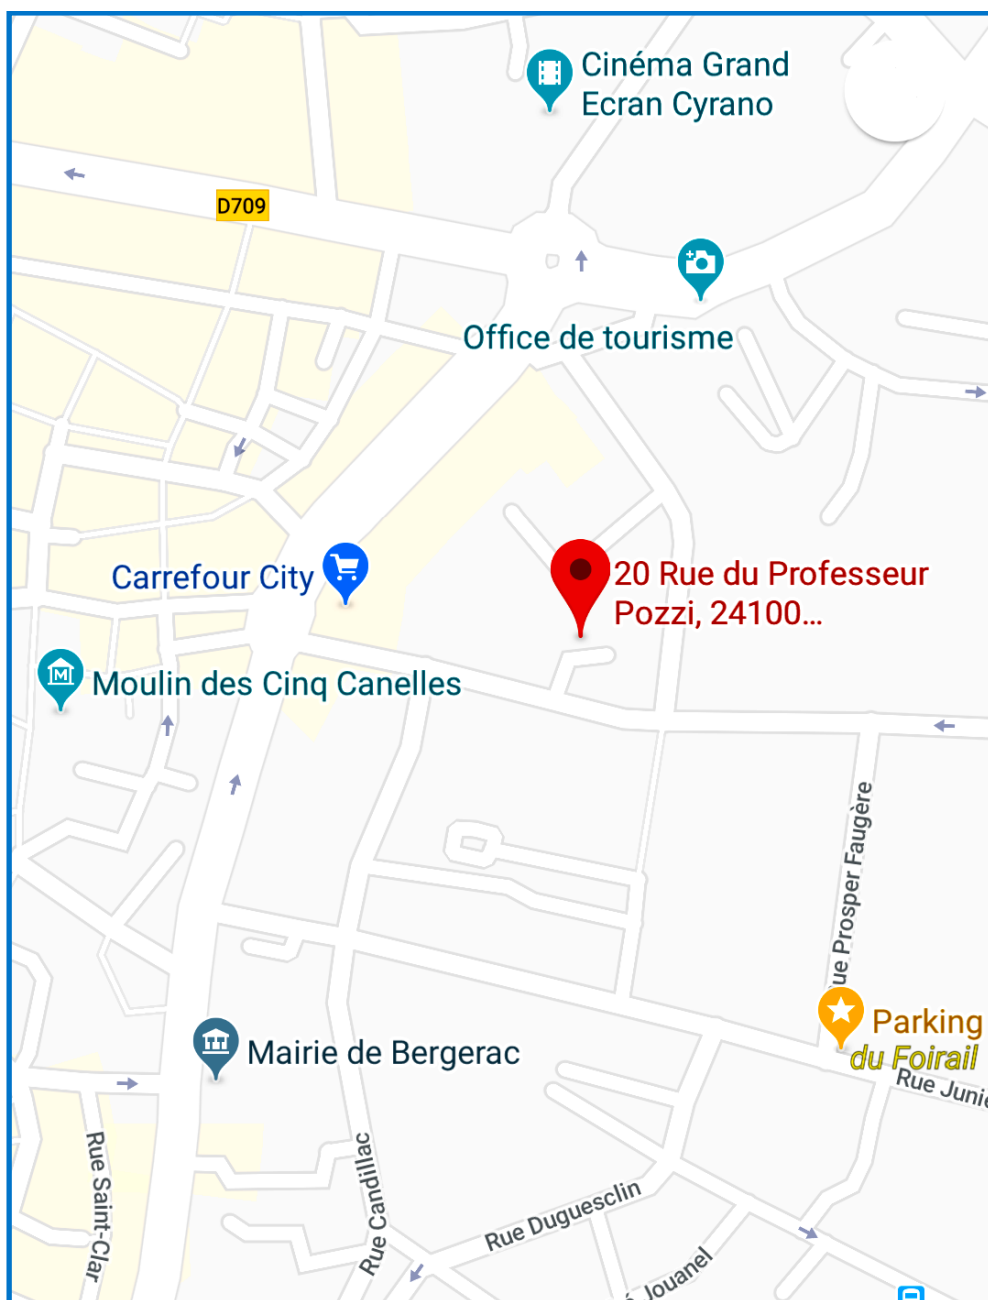 Cinéma Grand
Ecran Cyrano
D709
Office de tourisme
Carrefour City
20 Rue du Professeur
Pozzi, 24100...
M
Moulin des Cinq Canelles
ue Prosper Faugère
Parking
du Foirail
Mairie de Bergerac
Rue Junie
Rue Saint-Clar
Rue Candillac
Rue Duguesclin
Jouanel